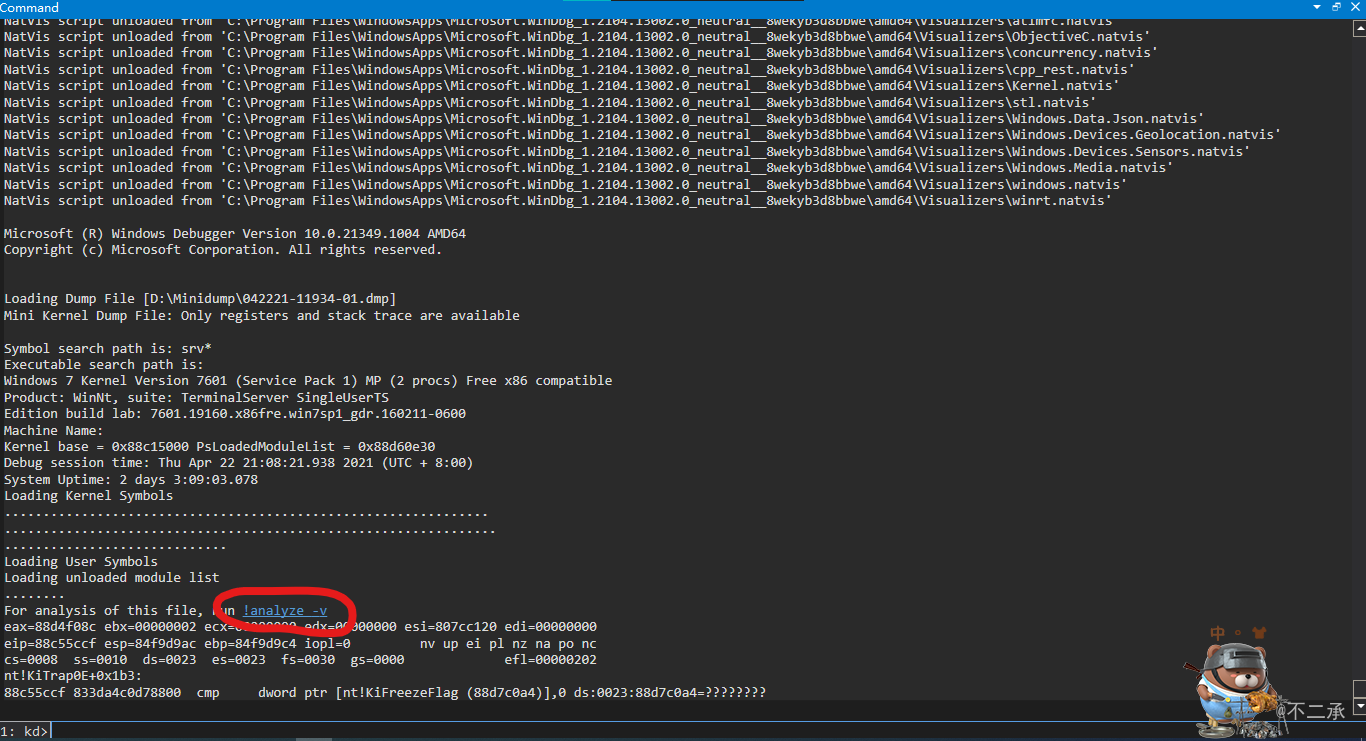 Command
NatVis script unloaded from 'C:\Program Files\WindowsApps\Microsoft.WinDbg_1.2104.13002.0_neutral__8wekyb3d8bbwe\amd64\Visualizers\atlmfc.natvis'
NatVis script unloaded from 'C:\Program Files\WindowsApps\Microsoft.WinDbg_1.2104.13002.0_neutral__8wekyb3d8bbwe\amd64\Visualizers\ObjectiveC.natvis'
NatVis script unloaded from 'C:\Program Files\WindowsApps\Microsoft.WinDbg_1.2104.13002.0_neutral__8wekyb3d8bbwe\amd64\Visualizers\concurrency.natvis'
NatVis script unloaded from 'C:\Program Files\WindowsApps\Microsoft.WinDbg_1.2104.13002.0_neutral__8wekyb3d8bbwe\amd64\Visualizers\cpp_rest.natvis'
NatVis script unloaded from 'C:\Program Files\WindowsApps\Microsoft.WinDbg_1.2104.13002.0_neutral__8wekyb3d8bbwe\amd64\Visualizers\Kernel.natvis'
NatVis script unloaded from 'C:\Program Files\WindowsApps\Microsoft.WinDbg_1.2104.13002.0_neutral__8wekyb3d8bbwe\amd64\Visualizers\stl.natvis'
NatVis script unloaded from 'C:\Program Files\WindowsApps\Microsoft.WinDbg_1.2104.13002.0_neutral__8wekyb3d8bbwe\amd64\Visualizers\Windows.Data.Json.natvis'
NatVis script unloaded from 'C:\Program Files\WindowsApps\Microsoft.WinDbg_1.2104.13002.0_neutral__8wekyb3d8bbwe\amd64\Visualizers\Windows.Devices.Geolocation.natvis'
NatVis script unloaded from 'C:\Program Files\WindowsApps\Microsoft.WinDbg_1.2104.13002.0_neutral__8wekyb3d8bbwe\amd64\Visualizers\Windows.Devices.Sensors.natvis'
NatVis script unloaded from 'C:\Program Files\WindowsApps\Microsoft.WinDbg_1.2104.13002.0_neutral__8wekyb3d8bbwe\amd64\Visualizers\Windows.Media.natvis'
NatVis script unloaded from 'C:\Program Files\WindowsApps\Microsoft.WinDbg_1.2104.13002.0_neutral__8wekyb3d8bbwe\amd64\Visualizers\windows.natvis'
NatVis script unloaded from 'C:\Program Files\WindowsApps\Microsoft.WinDbg_1.2104.13002.0_neutral__8wekyb3d8bbwe\amd64\Visualizers\winrt.natvis'
Microsoft (R) Windows Debugger Version 10.0.21349.1004 AMD64
Copyright (c) Microsoft Corporation. All rights reserved.
Loading Dump File [D:\Minidump\042221-11934-01.dmp]
Mini Kernel Dump File: Only registers and stack trace are available
Symbol search path is: srv*
Executable search path is:
Windows 7 Kernel Version 7601 (Service Pack 1) MP (2 procs) Free x86 compatible
Product: WinNt, suite: TerminalServer SingleUserTS
Edition build lab: 7601.19160.x86fre.win7sp1_gdr.160211-0600
Machine Name:
Kernel base = 0x88c15000 PsLoadedModuleList = 0x88d60e30
Debug session time: Thu Apr 22 21:08:21.938 2021 (UTC + 8:00)
System Uptime: 2 days 3:09:03.078
Loading Kernel Symbols
...............................................................
................................................................
.............................
Loading User Symbols
Loading unloaded module list
........
For analysis of this file, run !analyze -v
eax=88d4f08c ebx=00000002 ecx=00000000 edx=00000000 esi=807cc120 edi=00000000
eip=88c55ccf esp=84f9d9ac ebp=84f9d9c4 iopl=0 nv up ei pl nz na po nc
cs=0008 ss=0010 ds=0023 es=0023 fs=0030 gs=0000 efl=00000202
nt!KiTrap0E+0x1b3:
88c55ccf 833da4c0d78800 cmp dword ptr [nt!KiFreezeFlag (88d7c0a4)],0 ds:0023:88d7c0a4=????????
中
@不二承
1: kd>